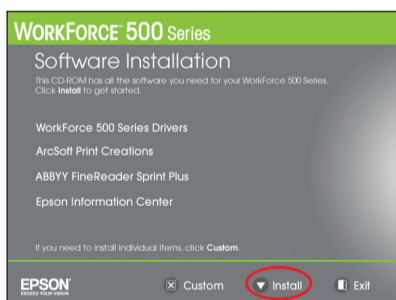 WORKFORCE™ 500 Series
Software Installation
This CD-ROM has all the software you need for your WorkForce 500 Series.
Click Install to get started.
WorkForce 500 Series Drivers
ArcSoft Print Creations
ABBYY FineReader Sprint Plus
Epson Information Center
If you need to install individual items, click Custom.
EPSON®
EXCEED YOUR VISION
Custom
Install
Exit